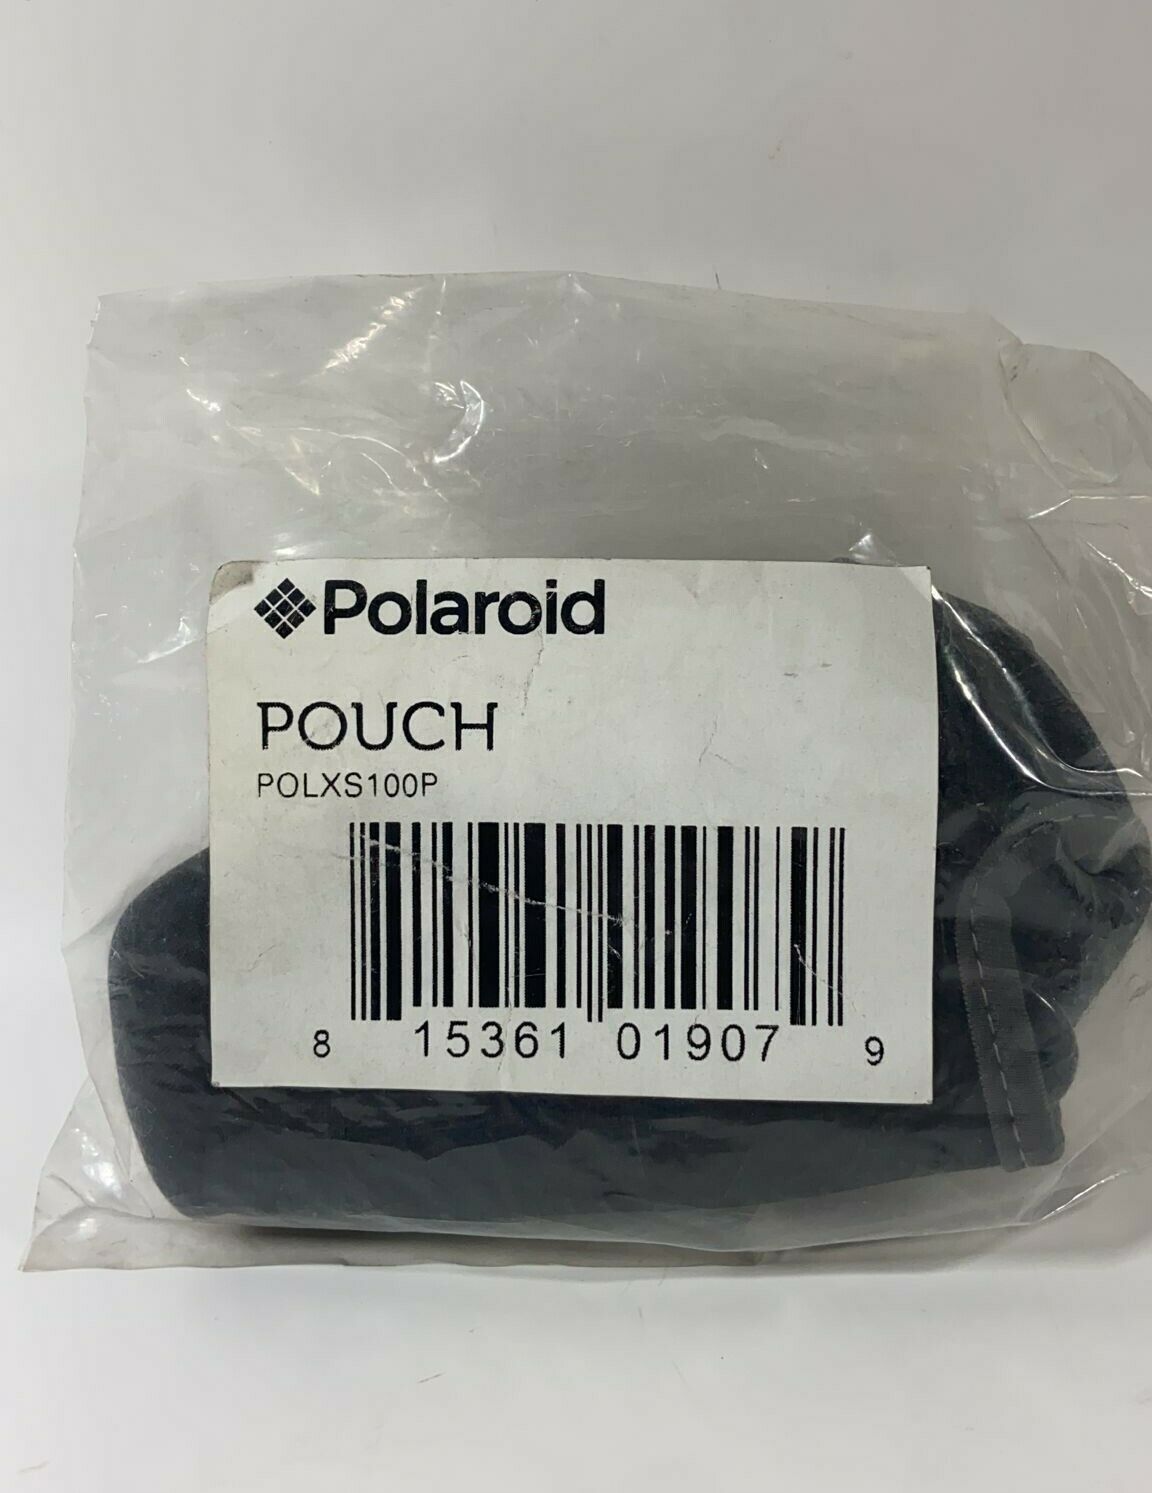 Polaroid
POUCH
POLXS100P
8 15361 01907 9